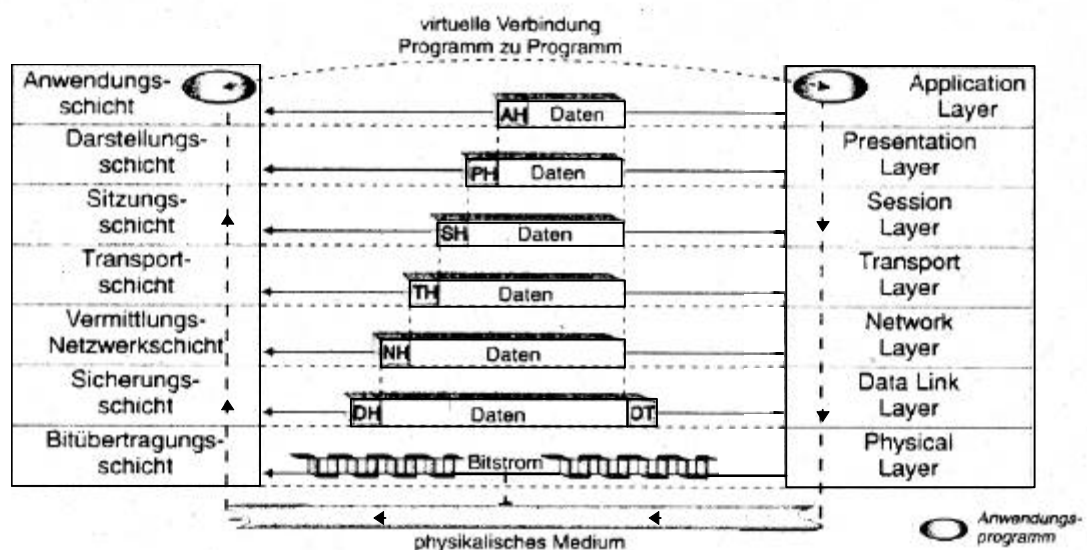 virtuelle Verbindung
Programm zu Programm
Anwendungs-
schicht
AH Daten
Application
Layer
Darstellungs-
schicht
PH Daten
Presentation
Layer
Sitzungs-
schicht
SH Daten
Session
Layer
Transport-
schicht
TH Daten
Transport
Layer
Vermittlungs-
Netzwerkschicht
NH Daten
Network
Layer
Sicherungs-
schicht
DH Daten DT
Data Link
Layer
Bitübertragungs-
schicht
Bitstrom
Physical
Layer
physikalisches Medium
Anwendungs-
programm